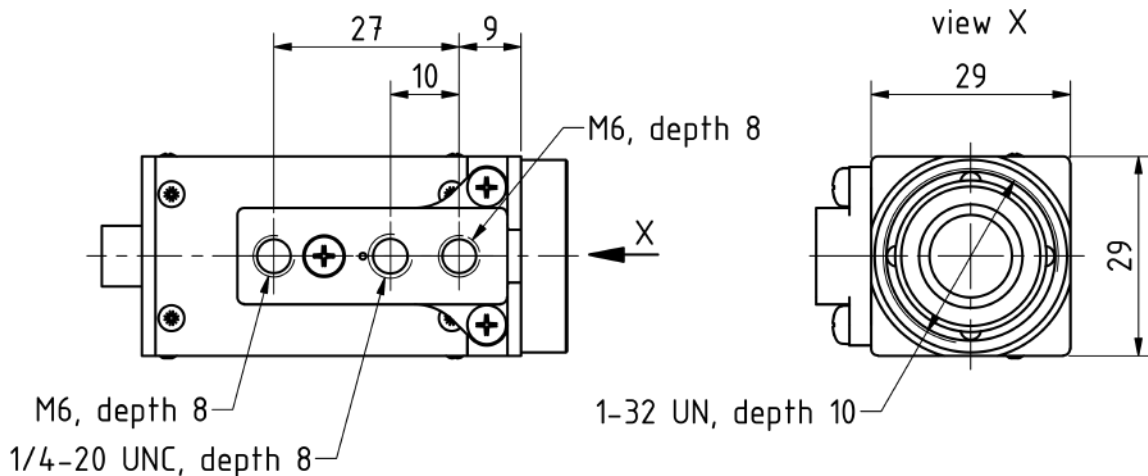 27
9
view X
10
29
M6, depth 8
X
29
M6, depth 8
1-32 UN, depth 10
1/4-20 UNC, depth 8